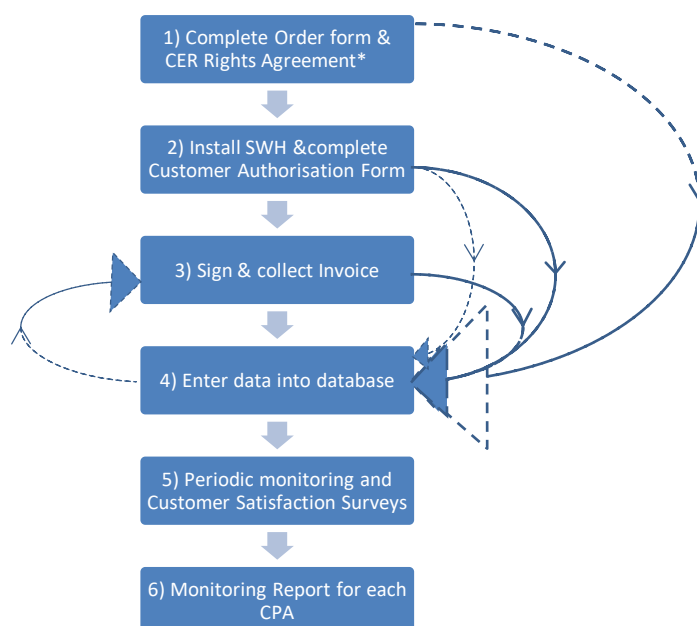 1) Complete Order form &
CER Rights Agreement*
2) Install SWH &complete
Customer Authorisation Form
3) Sign & collect Invoice
4) Enter data into database
5) Periodic monitoring and
Customer Satisfaction Surveys
6) Monitoring Report for each
CPA